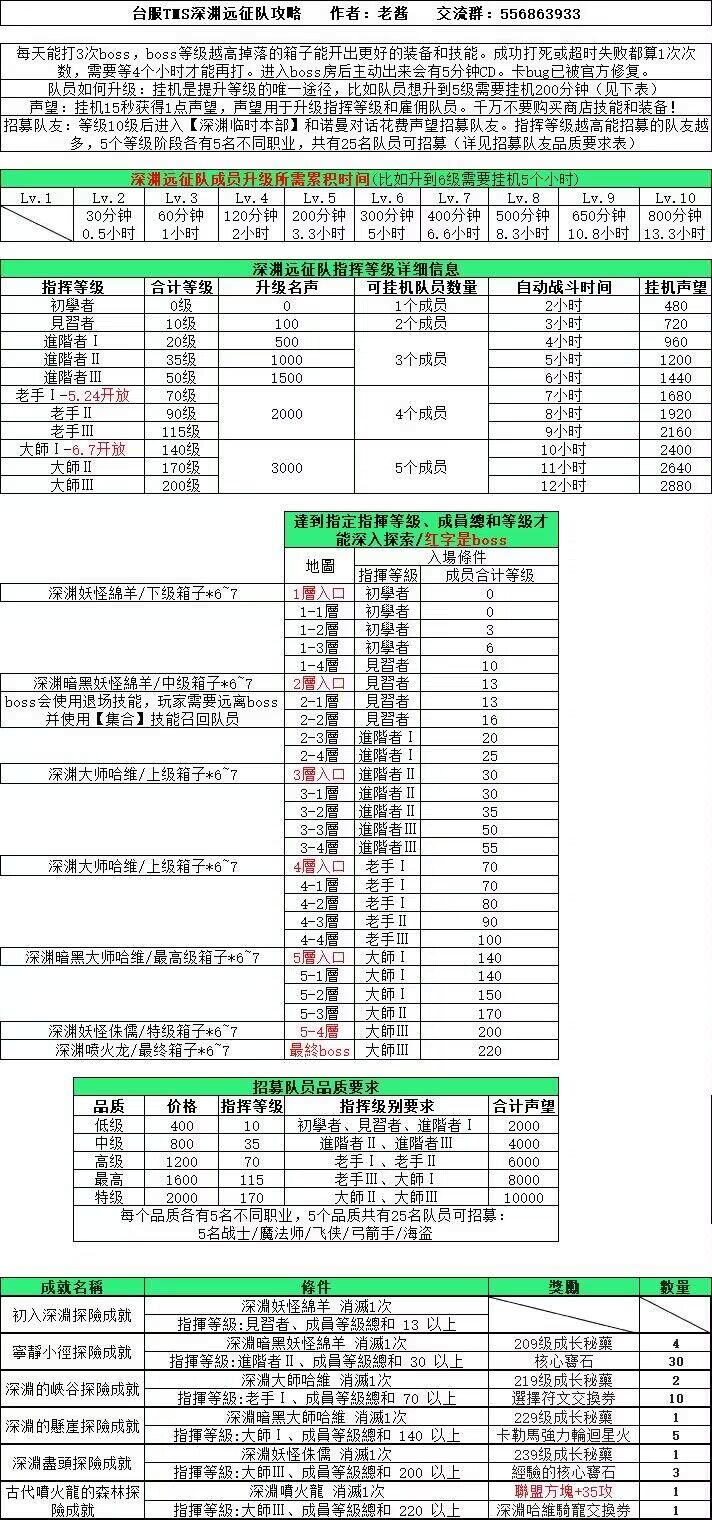 台服TMS深渊远征队攻略 作者：老酱 交流群：556863933
每天能打3次boss，boss等级越高掉落的箱子能开出更好的装备和技能。成功打死或超时失败都算1次次
数，需要等4个小时才能再打。进入boss房后主动出来会有5分钟CD。卡bug已被官方修复。
队员如何升级：挂机是提升等级的唯一途径，比如队员想升到5级需要挂机200分钟（见下表）
声望：挂机15秒获得1点声望，声望用于升级指挥等级和雇佣队员。千万不要购买商店技能和装备！
招募队友：等级10级后进入【深渊临时本部】和诺曼对话花费声望招募队友。指挥等级越高能招募的队友越
多，5个等级阶段各有5名不同职业，共有25名队员可招募（详见招募队友品质要求表）
深渊远征队成员升级所需累积时间(比如升到6级需要挂机5个小时)
Lv.1 Lv.2 Lv.3 Lv.4 Lv.5 Lv.6 Lv.7 Lv.8 Lv.9 Lv.10
30分钟 60分钟 120分钟 200分钟 300分钟 400分钟 500分钟 650分钟 800分钟
0.5小时 1小时 2小时 3.3小时 5小时 6.6小时 8.3小时 10.8小时 13.3小时
深渊远征队指挥等级详细信息
指挥等级 合计等级 升级名声 可挂机队员数量 自动战斗时间 挂机声望
初學者 0级 0 1个成员 2小时 480
見習者 10级 100 2个成员 3小时 720
進階者Ⅰ 20级 500 4小时 960
進階者Ⅱ 35级 1000 3个成员 5小时 1200
進階者Ⅲ 50级 1500 6小时 1440
老手Ⅰ-5.24开放 70级 7小时 1680
老手Ⅱ 90级 2000 4个成员 8小时 1920
老手Ⅲ 115级 9小时 2160
大師Ⅰ-6.7开放 140级 10小时 2400
大師Ⅱ 170级 3000 5个成员 11小时 2640
大師Ⅲ 200级 12小时 2880
達到指定指揮等級、成員總和等級才
能深入探索/红字是boss
地圖 入場條件
指揮等級 成员合计等级
深渊妖怪綿羊/下级箱子*6~7 1層入口 初學者 0
1-1層 初學者 0
1-2層 初學者 3
1-3層 初學者 6
1-4層 見習者 10
深渊暗黑妖怪綿羊/中级箱子*6~7 2層入口 見習者 13
boss会使用退场技能，玩家需要远离boss 2-1層 見習者 13
并使用【集合】技能召回队员 2-2層 見習者 16
2-3層 進階者Ⅰ 20
2-4層 進階者Ⅰ 25
深渊大师哈维/上级箱子*6~7 3層入口 進階者Ⅱ 30
3-1層 進階者Ⅱ 30
3-2層 進階者Ⅱ 35
3-3層 進階者Ⅲ 50
3-4層 進階者Ⅲ 55
深渊大师哈维/上级箱子*6~7 4層入口 老手Ⅰ 70
4-1層 老手Ⅰ 70
4-2層 老手Ⅰ 80
4-3層 老手Ⅱ 90
4-4層 老手Ⅲ 100
深渊暗黑大师哈维/最高级箱子*6~7 5層入口 大師Ⅰ 140
5-1層 大師Ⅰ 140
5-2層 大師Ⅰ 150
5-3層 大師Ⅱ 170
深渊妖怪侏儒/特级箱子*6~7 5-4層 大師Ⅲ 200
深渊喷火龙/最终箱子*6~7 最終boss 大師Ⅲ 220
招募队员品质要求
品质 价格 指挥等级 指挥级别要求 合计声望
低级 400 10 初學者、見習者、進階者Ⅰ 2000
中级 800 35 進階者Ⅱ、進階者Ⅲ 4000
高级 1200 70 老手Ⅰ、老手Ⅱ 6000
最高 1600 115 老手Ⅲ、大師Ⅰ 8000
特级 2000 170 大師Ⅱ、大師Ⅲ 10000
每个品质各有5名不同职业，5个品质共有25名队员可招募：
5名战士/魔法师/飞侠/弓箭手/海盗
成就名稱 條件 獎勵 數量
初入深淵探險成就 深淵妖怪綿羊 消滅1次
指揮等級:見習者、成員等級總和 13 以上
寧靜小徑探險成就 深淵暗黑妖怪綿羊 消滅1次 209级成长秘藥 4
指揮等級:進階者Ⅱ、成員等級總和 30 以上 核心寶石 30
深淵的峽谷探險成就 深淵大師哈維 消滅1次 219级成长秘藥 2
指揮等級:老手Ⅰ、成員等級總和 70 以上 選擇符文交換券 10
深淵的懸崖探險成就 深淵暗黑大師哈維 消滅1次 229级成长秘藥 1
指揮等級:大師Ⅰ、成員等級總和 140 以上 卡勒馬強力輪迴星火 5
深淵盡頭探險成就 深淵妖怪侏儒 消滅1次 239级成长秘藥 1
指揮等級:大師Ⅲ、成員等級總和 200 以上 經驗的核心寶石 3
古代噴火龍的森林探 深淵噴火龍 消滅1次 聯盟方塊+35攻 1
險成就 指揮等級:大師Ⅲ、成員等級總和 220 以上 深淵哈維騎寵交換券 1